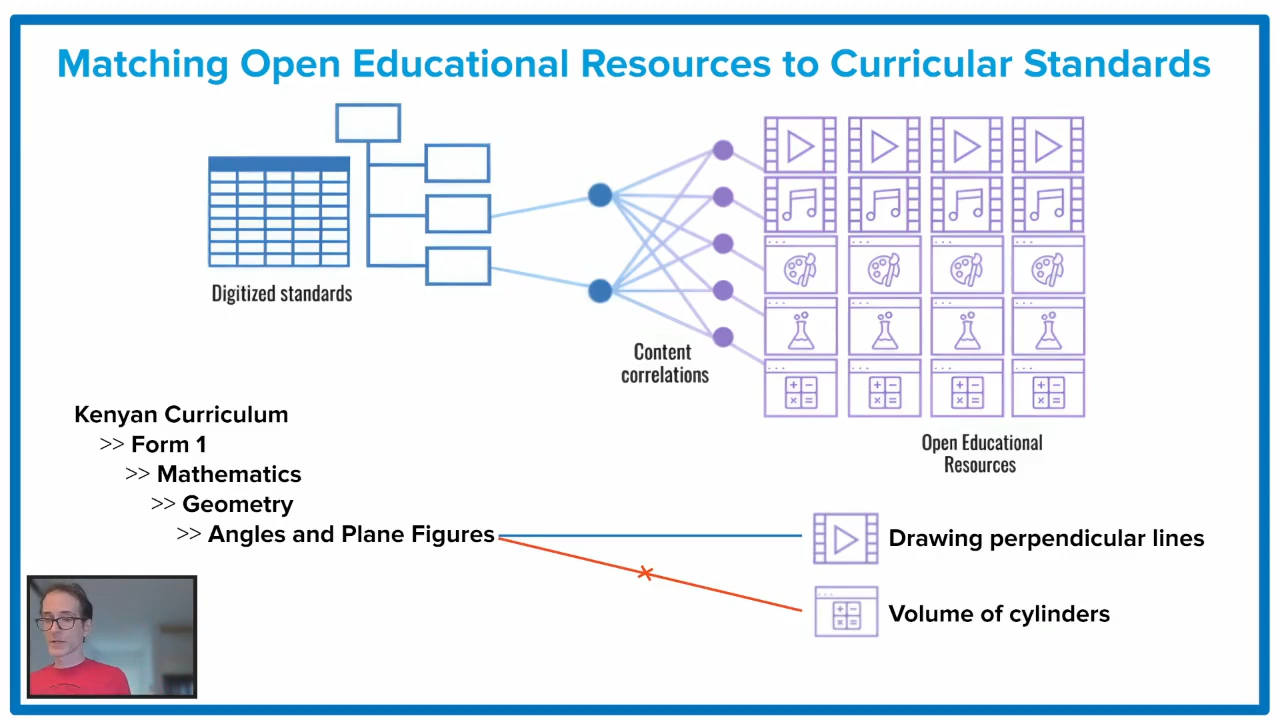 Matching Open Educational Resources to Curricular Standards
Digitized standards
Content
correlations
Open Educational
Resources
Kenyan Curriculum
>> Form 1
>> Mathematics
>> Geometry
>> Angles and Plane Figures
Drawing perpendicular lines
Volume of cylinders